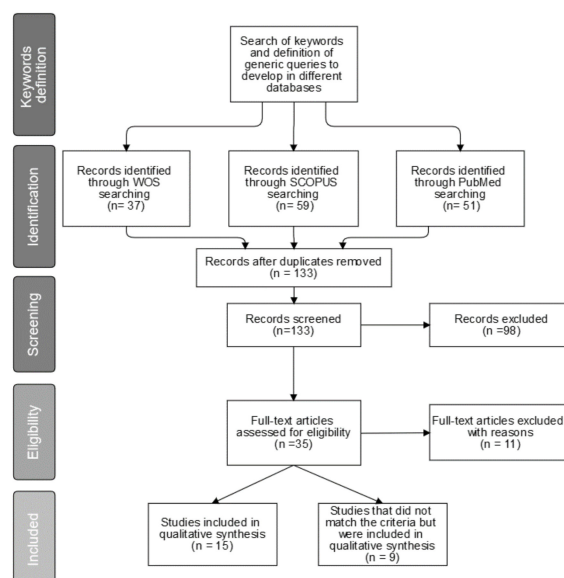 Keywords
definition
Search of keywords
and definition of
generic queries to
develop in different
databases
Identification
Records identified
through WOS
searching
(n= 37)
Records identified
through SCOPUS
searching
(n= 59)
Records identified
through PubMed
searching
(n= 51)
Records after duplicates removed
(n = 133)
Screening
Records screened
(n=133)
Records excluded
(n =98)
Eligibility
Full-text articles
assessed for eligibility
(n =35)
Full-text articles excluded
with reasons
(n = 11)
Included
Studies included in
qualitative synthesis
(n = 15)
Studies that did not
match the criteria but
were included in
qualitative synthesis
(n = 9)